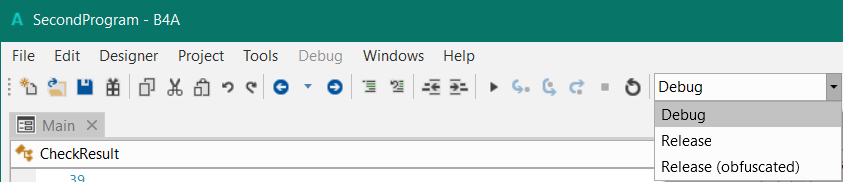 A SecondProgram - B4A
File Edit Designer Project Tools Debug Windows Help
Debug
Debug
Main
Release
CheckResult
Release (obfuscated)
39